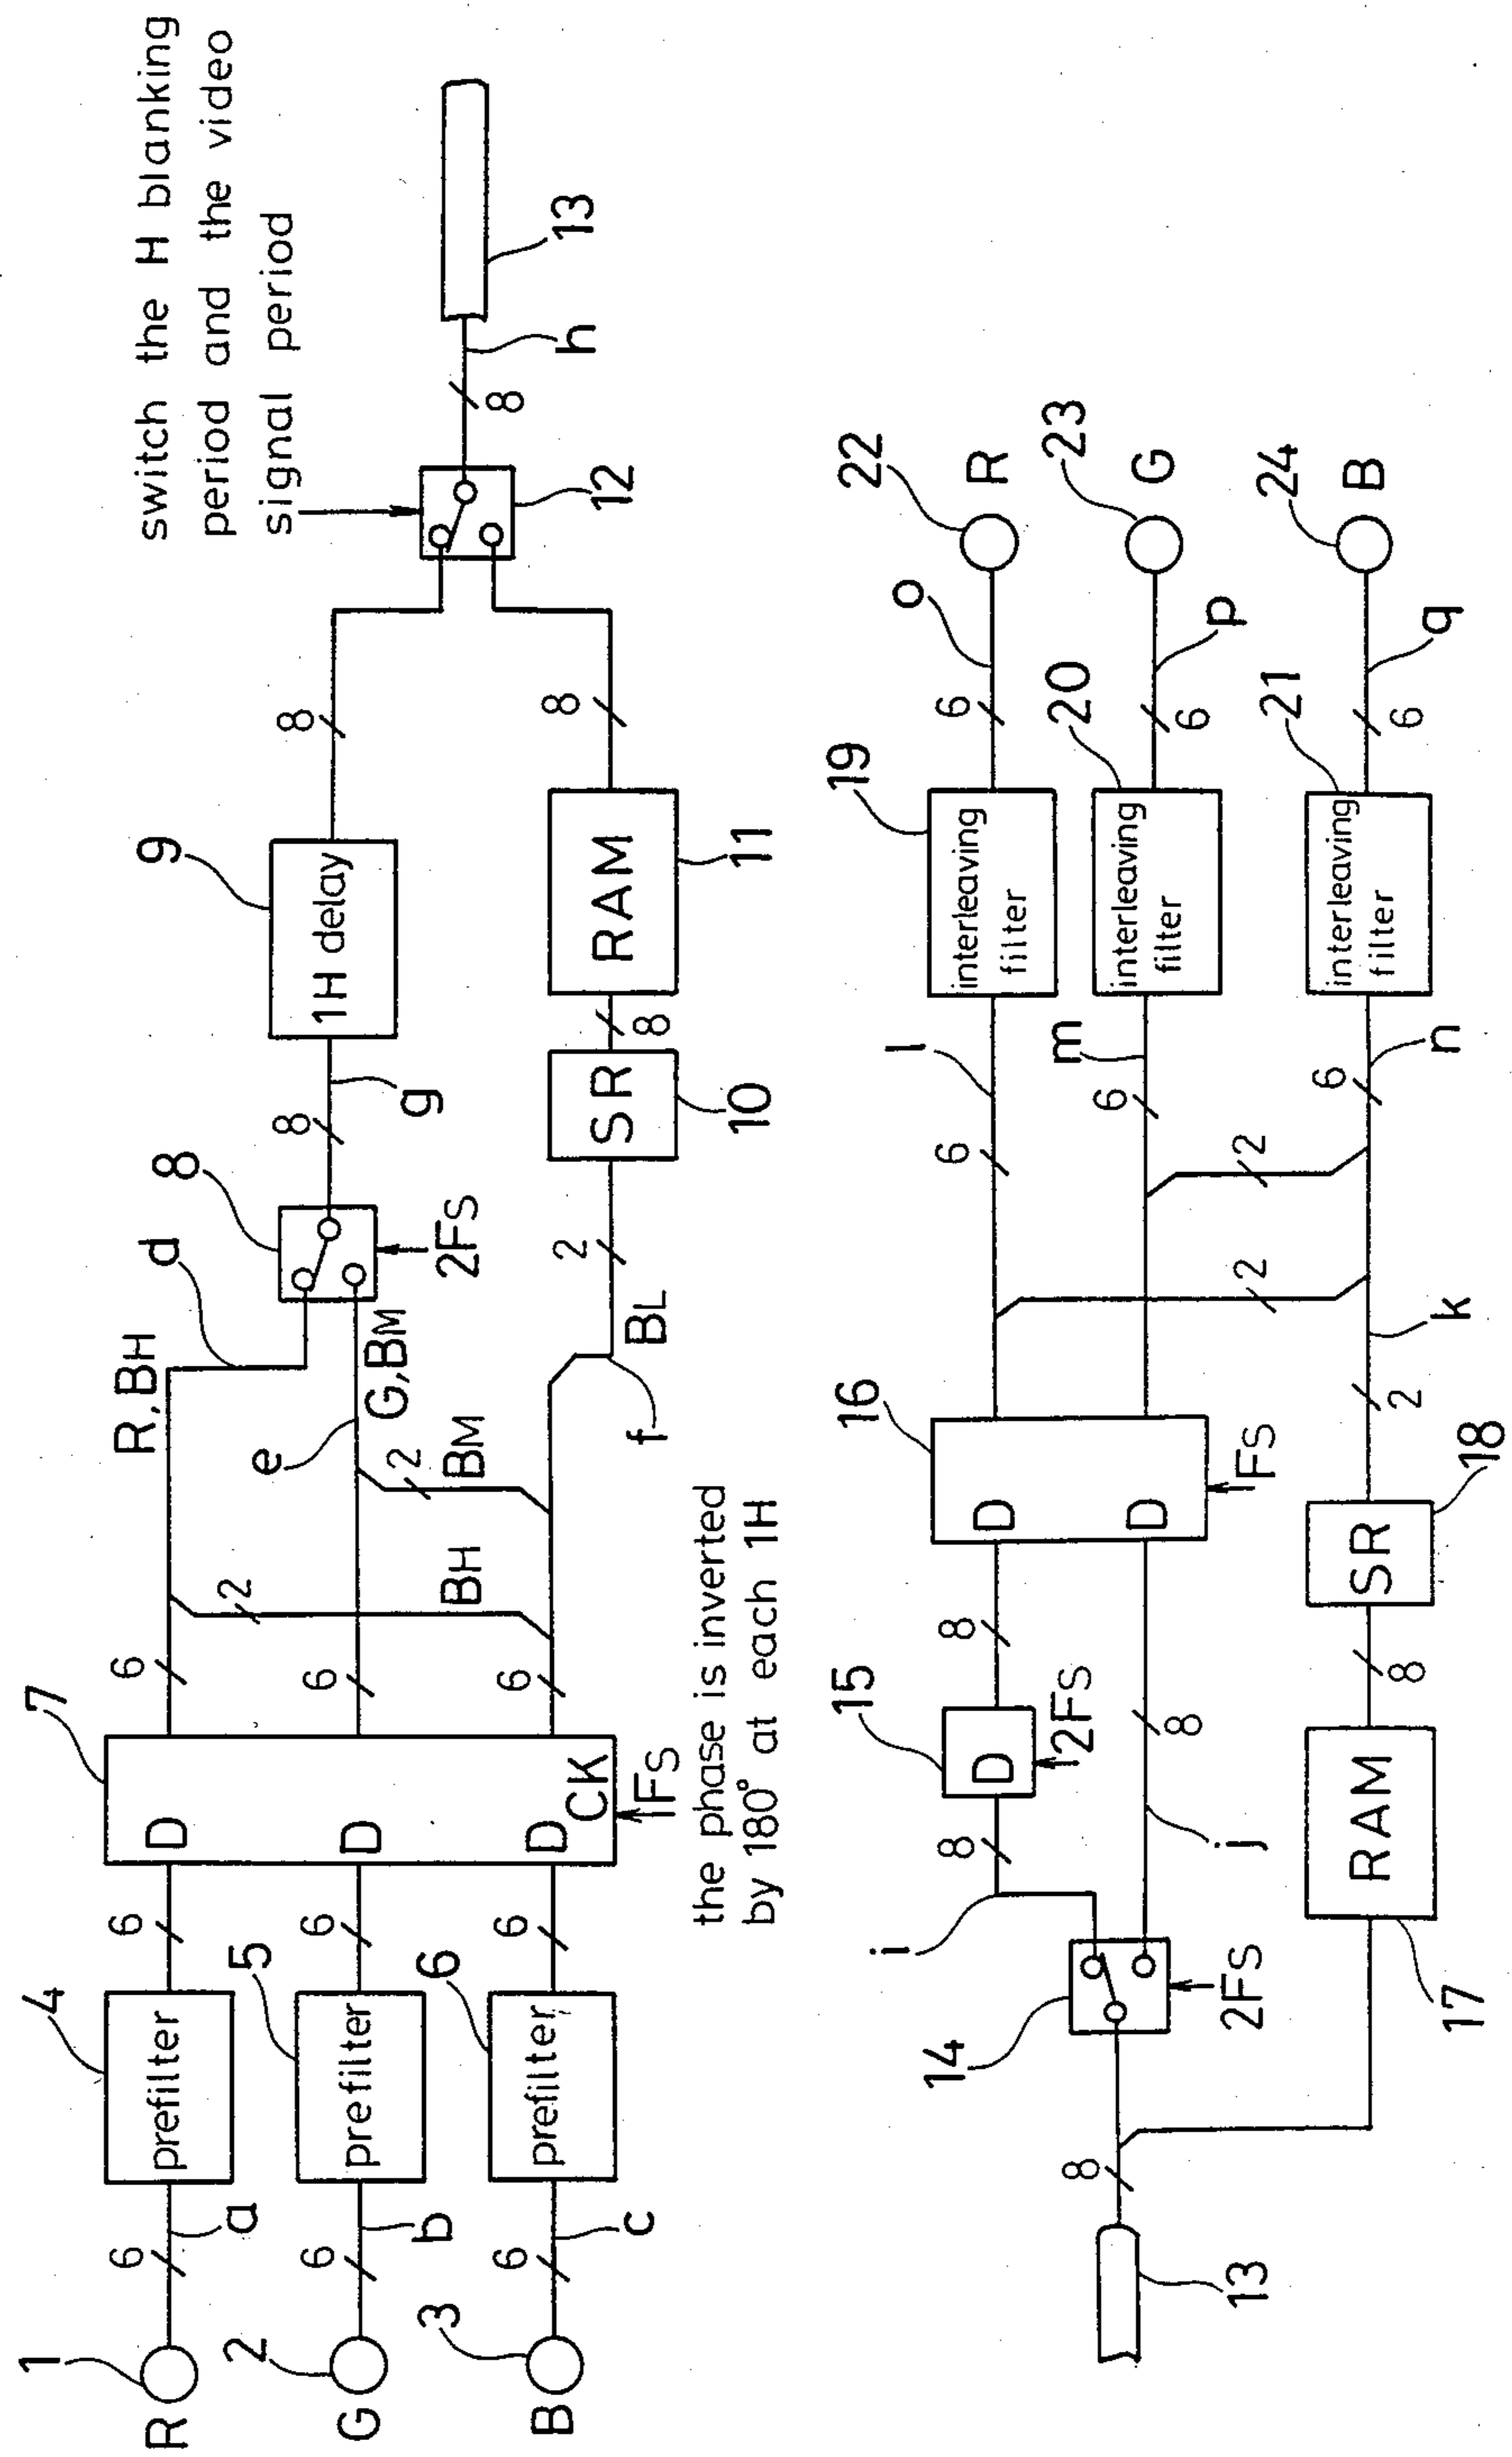 switch the H blanking
period and the video
signal period
1
R
6
a
4
prefilter
6
D
7
6
R,BH
d
2
BH
8
2FS
8
g
9
1H delay
8
12
8
h
13
2
G
6
b
5
prefilter
6
D
6
e
G,BM
2
BM
3
B
6
c
6
prefilter
6
D
CK
FS
6
f
BL
2
SR
10
8
RAM
11
8
the phase is inverted
by 180° at each 1H
13
8
14
2FS
i
8
15
D
2FS
8
D
16
6
l
19
interleaving
filter
6
o
22
R
j
8
D
FS
6
m
20
interleaving
filter
6
p
23
G
17
RAM
8
SR
18
2
k
2
2
6
n
21
interleaving
filter
6
q
24
B